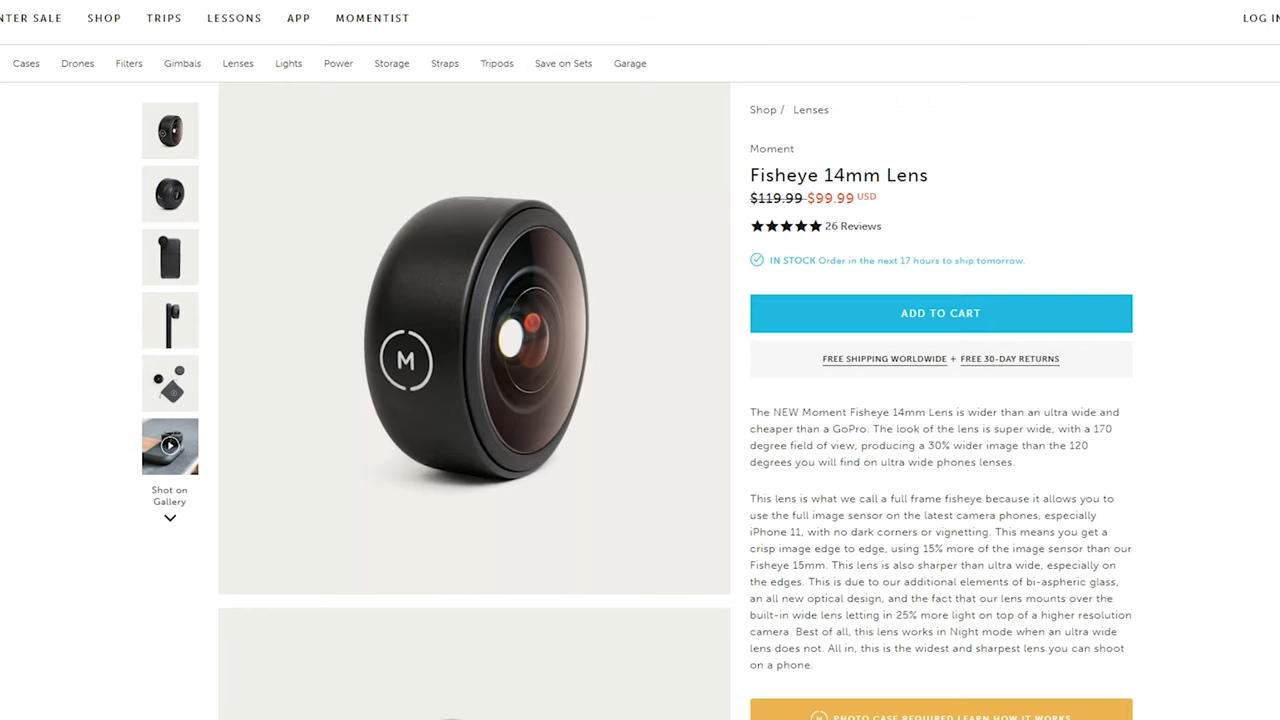 NTER SALE SHOP TRIPS LESSONS APP MOMENTIST LOG IN
Cases Drones Filters Gimbals Lenses Lights Power Storage Straps Tripods Save on Sets Garage
Shop / Lenses
Moment
Fisheye 14mm Lens
$119.99 $99.99 USD
26 Reviews
IN STOCK Order in the next 17 hours to ship tomorrow.
ADD TO CART
FREE SHIPPING WORLDWIDE + FREE 30-DAY RETURNS
The NEW Moment Fisheye 14mm Lens is wider than an ultra wide and
cheaper than a GoPro. The look of the lens is super wide, with a 170
degree field of view, producing a 30% wider image than the 120
degrees you will find on ultra wide phones lenses.
This lens is what we call a full frame fisheye because it allows you to
use the full image sensor on the latest camera phones, especially
iPhone 11, with no dark corners or vignetting. This means you get a
crisp image edge to edge, using 15% more of the image sensor than our
Fisheye 15mm. This lens is also sharper than ultra wide, especially on
the edges. This is due to our additional elements of bi-aspheric glass,
an all new optical design, and the fact that our lens mounts over the
built-in wide lens letting in 25% more light on top of a higher resolution
camera. Best of all, this lens works in Night mode when an ultra wide
lens does not. All in, this is the widest and sharpest lens you can shoot
on a phone.
M PHOTO CASE REQUIRED LEARN HOW IT WORKS
M
Shot on
Gallery